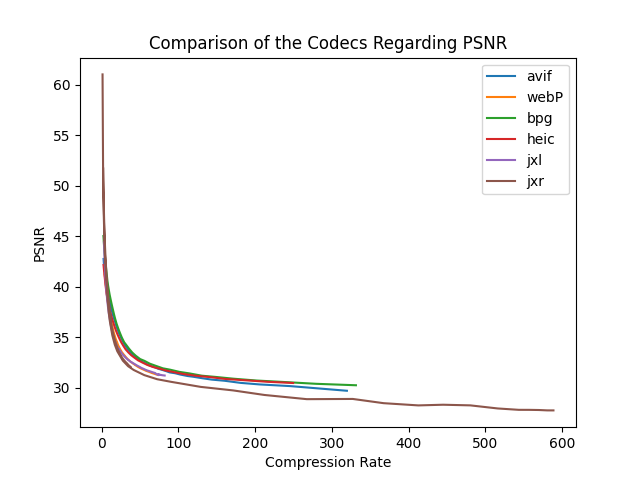 Comparison of the Codecs Regarding PSNR
60
55
50
45
40
35
30
PSNR
avif
webP
bpg
heic
jxl
jxr
0 100 200 300 400 500 600
Compression Rate